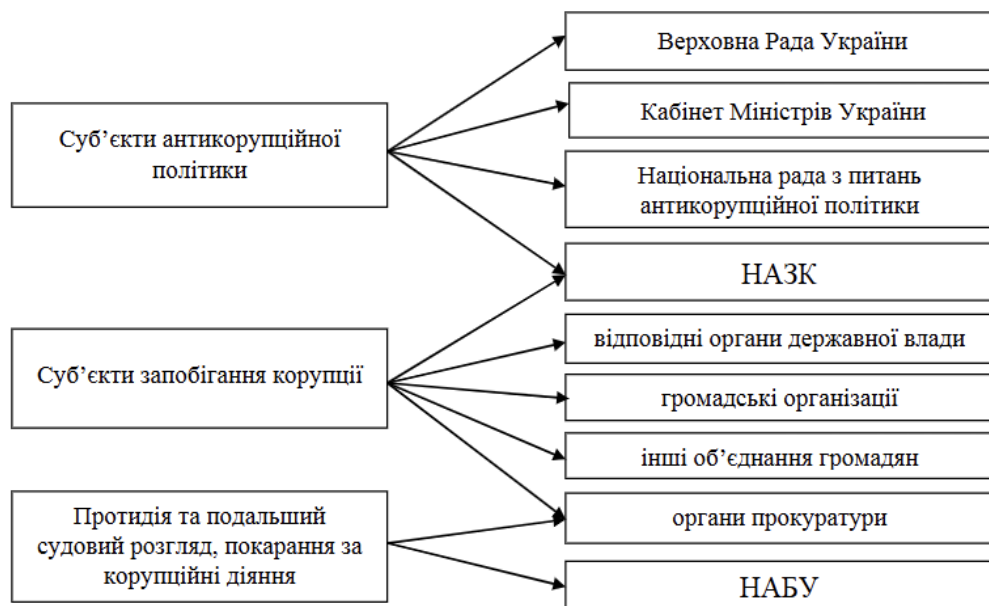 Верховна Рада України
Кабінет Міністрів України
Суб’єкти антикорупційної
політики
Національна рада з питань
антикорупційної політики
НАЗК
відповідні органи державної влади
Суб’єкти запобігання корупції
громадські організації
інші об’єднання громадян
Протидія та подальший
судовий розгляд, покарання за
корупційні діяння
органи прокуратури
НАБУ